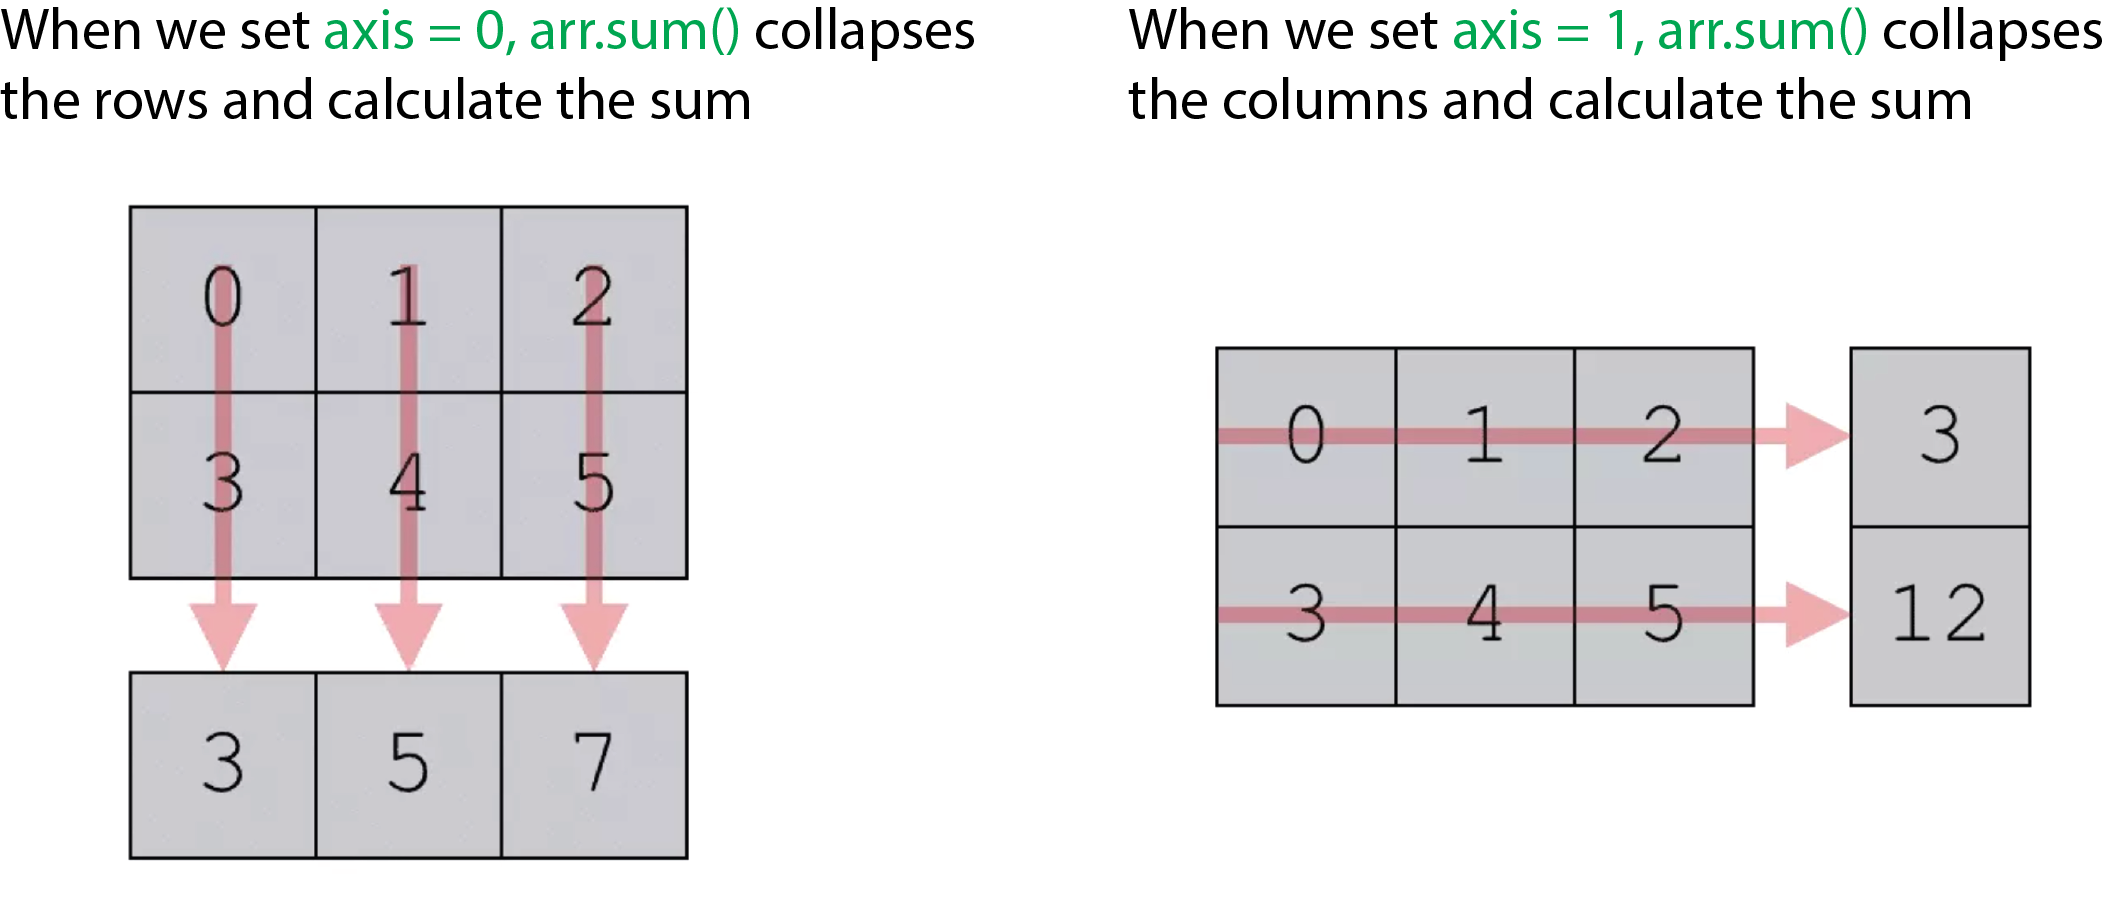 When we set axis = 0, arr.sum() collapses
the rows and calculate the sum
0 1 2
3 4 5
3 5 7
When we set axis = 1, arr.sum() collapses
the columns and calculate the sum
0 1 2 3
3 4 5 12